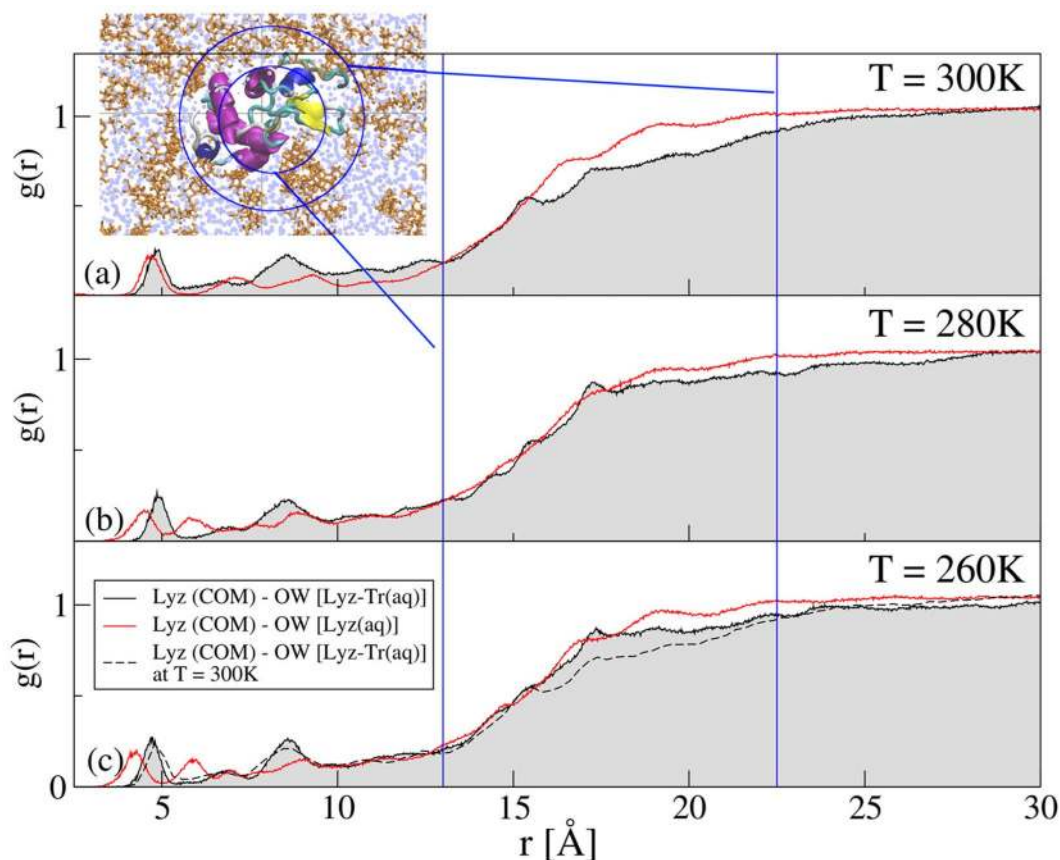 T = 300K
1
g(r)
(a)
T = 280K
1
g(r)
(b)
T = 260K
1
g(r)
Lyz (COM) - OW [Lyz-Tr(aq)]
Lyz (COM) - OW [Lyz(aq)]
Lyz (COM) - OW [Lyz-Tr(aq)]
at T = 300K
(c)
0
5 10 15 20 25 30
r [Å]